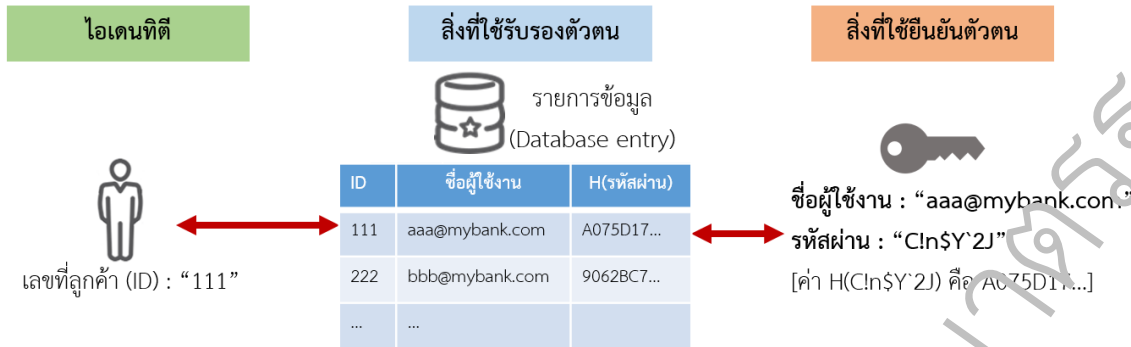 ไอเดนทิตี
สิ่งที่ใช้รับรองตัวตน
สิ่งที่ใช้ยืนยันตัวตน
รายการข้อมูล
(Database entry)
ID ชื่อผู้ใช้งาน H(รหัสผ่าน)
111 aaa@mybank.com A075D17...
222 bbb@mybank.com 9062BC7...
... ...
เลขที่ลูกค้า (ID) : “111”
ชื่อผู้ใช้งาน : “aaa@mybank.com”
รหัสผ่าน : “C!n$Y`2J”
[ค่า H(C!n$Y`2J) คือ A075D17...]